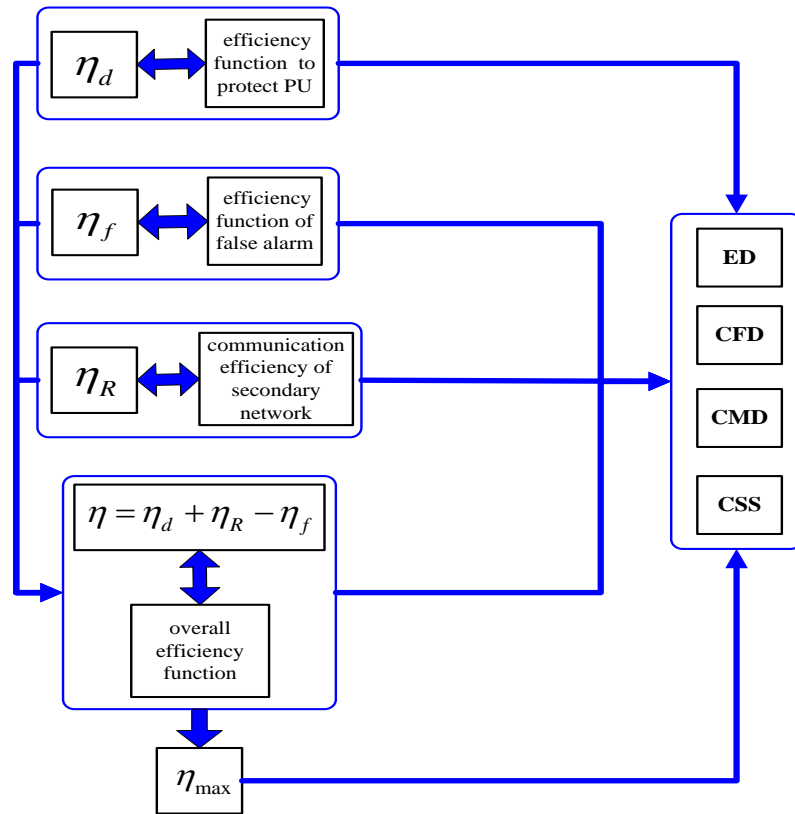 η_d
efficiency
function to
protect PU
η_f
efficiency
function of
false alarm
η_R
communication
efficiency of
secondary
network
η = η_d + η_R − η_f
overall
efficiency
function
η_max
ED
CFD
CMD
CSS